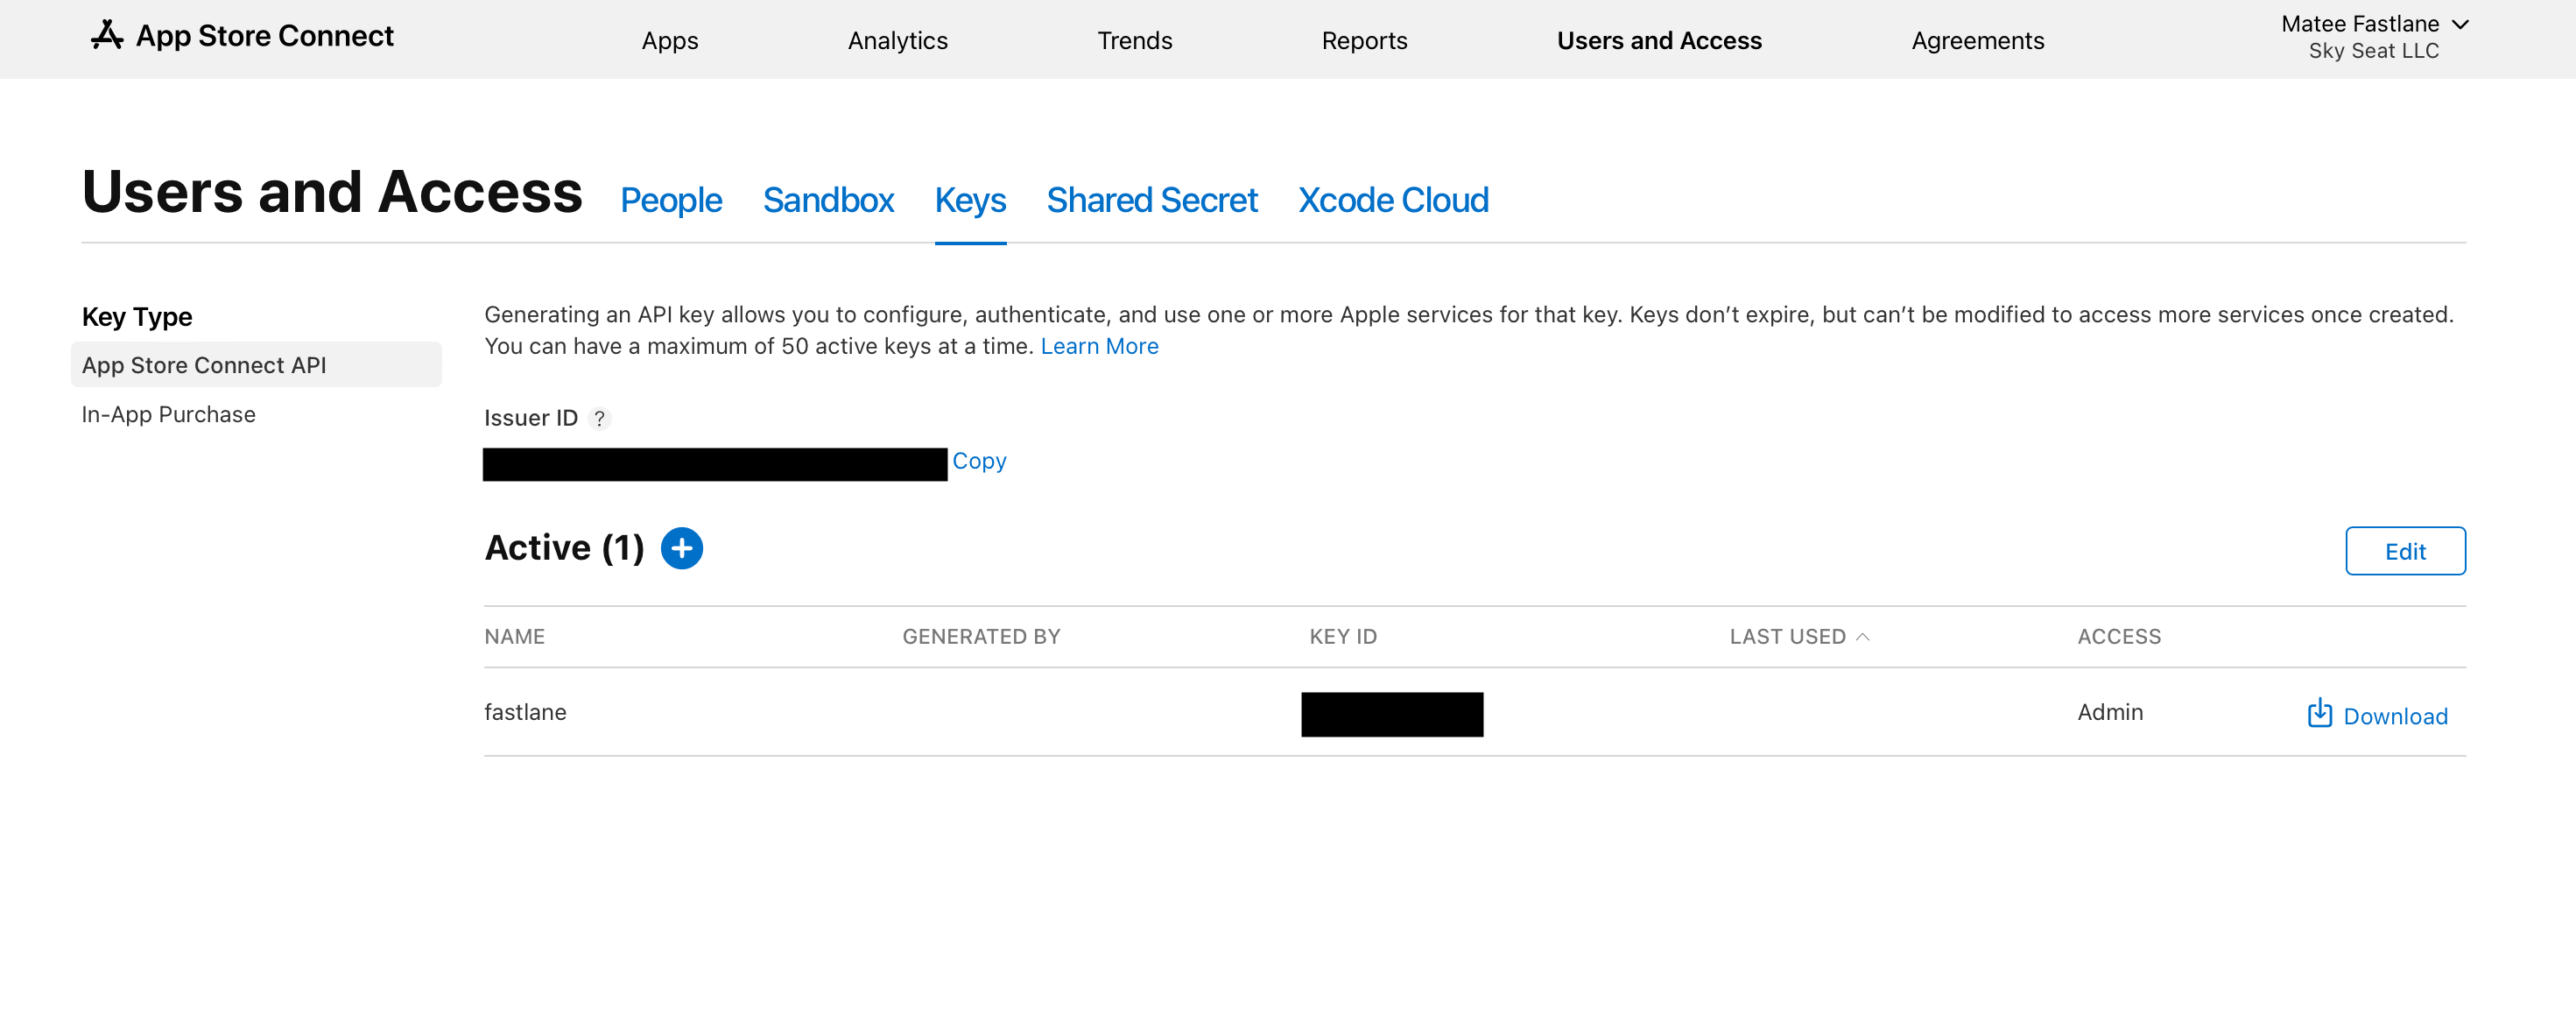 App Store Connect
Apps
Analytics
Trends
Reports
Users and Access
Agreements
Matee Fastlane
Sky Seat LLC
Users and Access
People
Sandbox
Keys
Shared Secret
Xcode Cloud
Key Type
App Store Connect API
In-App Purchase
Generating an API key allows you to configure, authenticate, and use one or more Apple services for that key. Keys don’t expire, but can’t be modified to access more services once created.
You can have a maximum of 50 active keys at a time. Learn More
Issuer ID ?
Copy
Active (1)
Edit
NAME
GENERATED BY
KEY ID
LAST USED
ACCESS
fastlane
Admin
Download